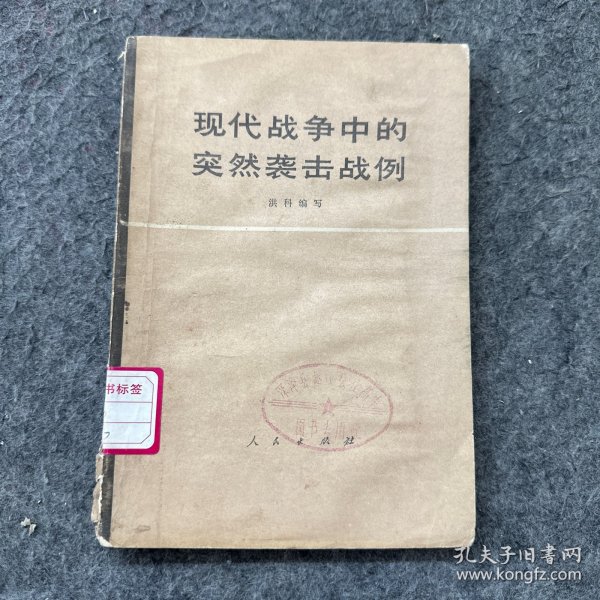 现代战争中的
突然袭击战例
洪科编写
书标签
人民出版社
孔夫子旧书网
www.kongfz.com